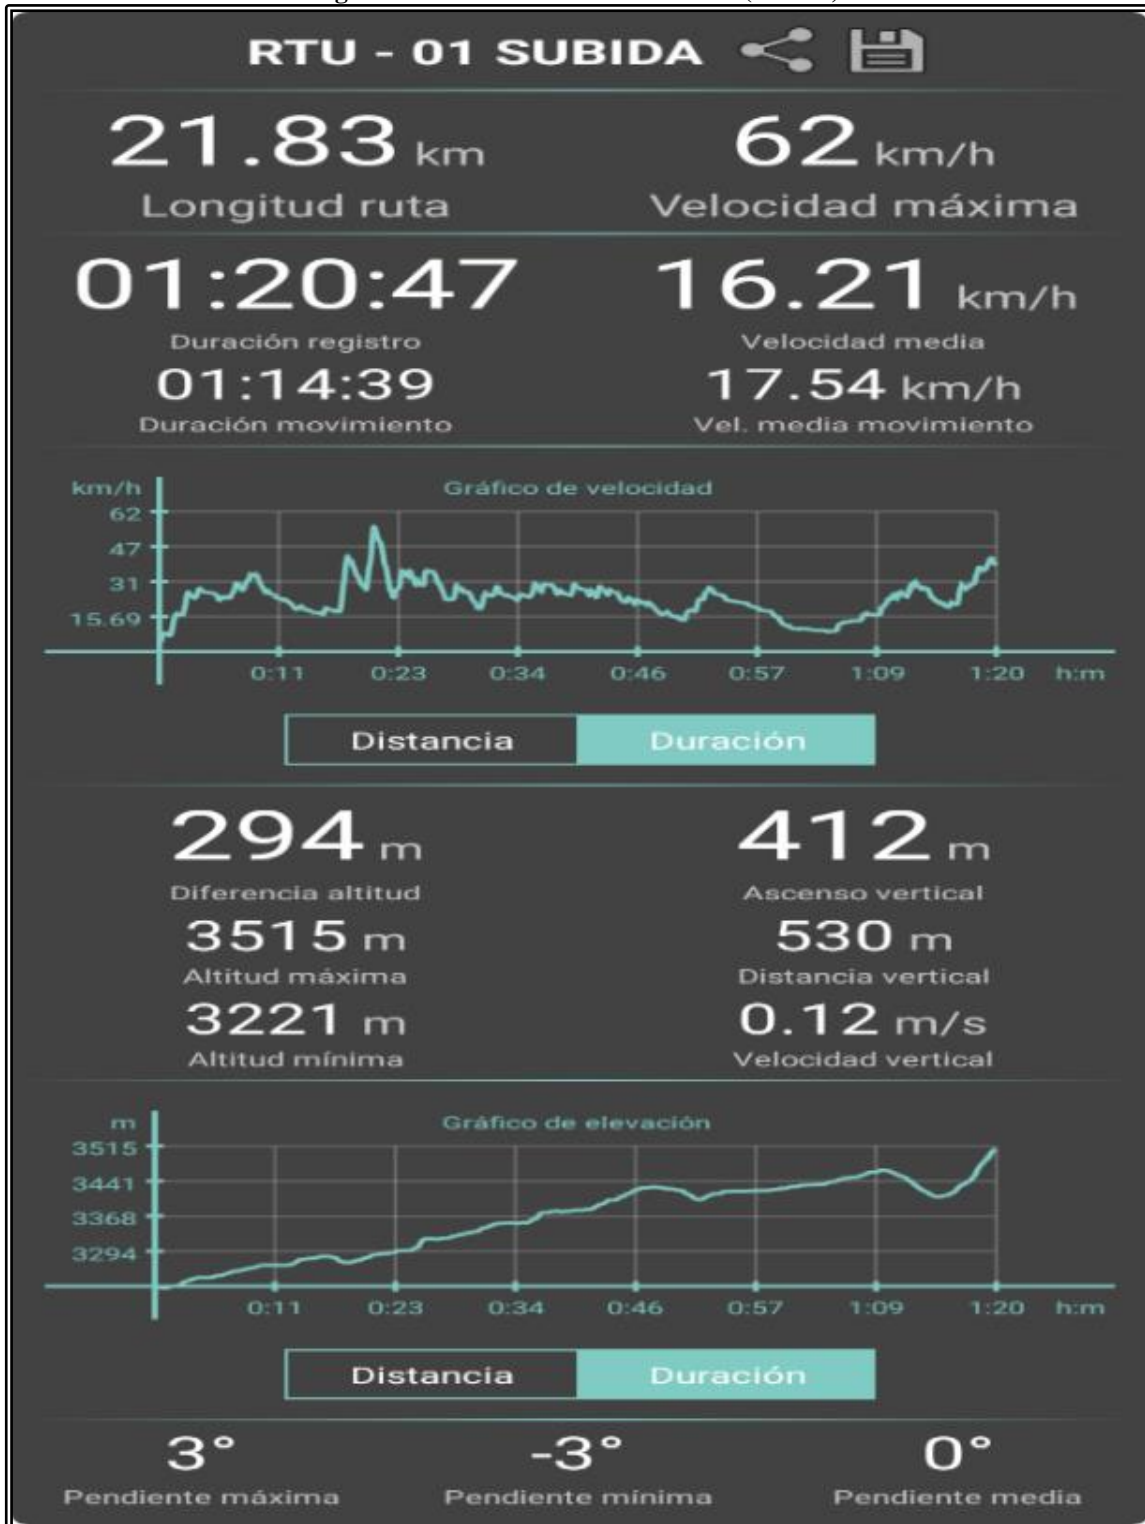 RTU - 01 SUBIDA
21.83 km 62 km/h
Longitud ruta Velocidad máxima
01:20:47 16.21 km/h
Duración registro Velocidad media
01:14:39 17.54 km/h
Duración movimiento Vel. media movimiento
km/h Gráfico de velocidad
62
47
31
15.69
0:11 0:23 0:34 0:46 0:57 1:09 1:20 h:m
Distancia Duración
294 m 412 m
Diferencia altitud Ascenso vertical
3515 m 530 m
Altitud máxima Distancia vertical
3221 m 0.12 m/s
Altitud mínima Velocidad vertical
m Gráfico de elevación
3515
3441
3368
3294
0:11 0:23 0:34 0:46 0:57 1:09 1:20 h:m
Distancia Duración
3° -3° 0°
Pendiente máxima Pendiente mínima Pendiente media